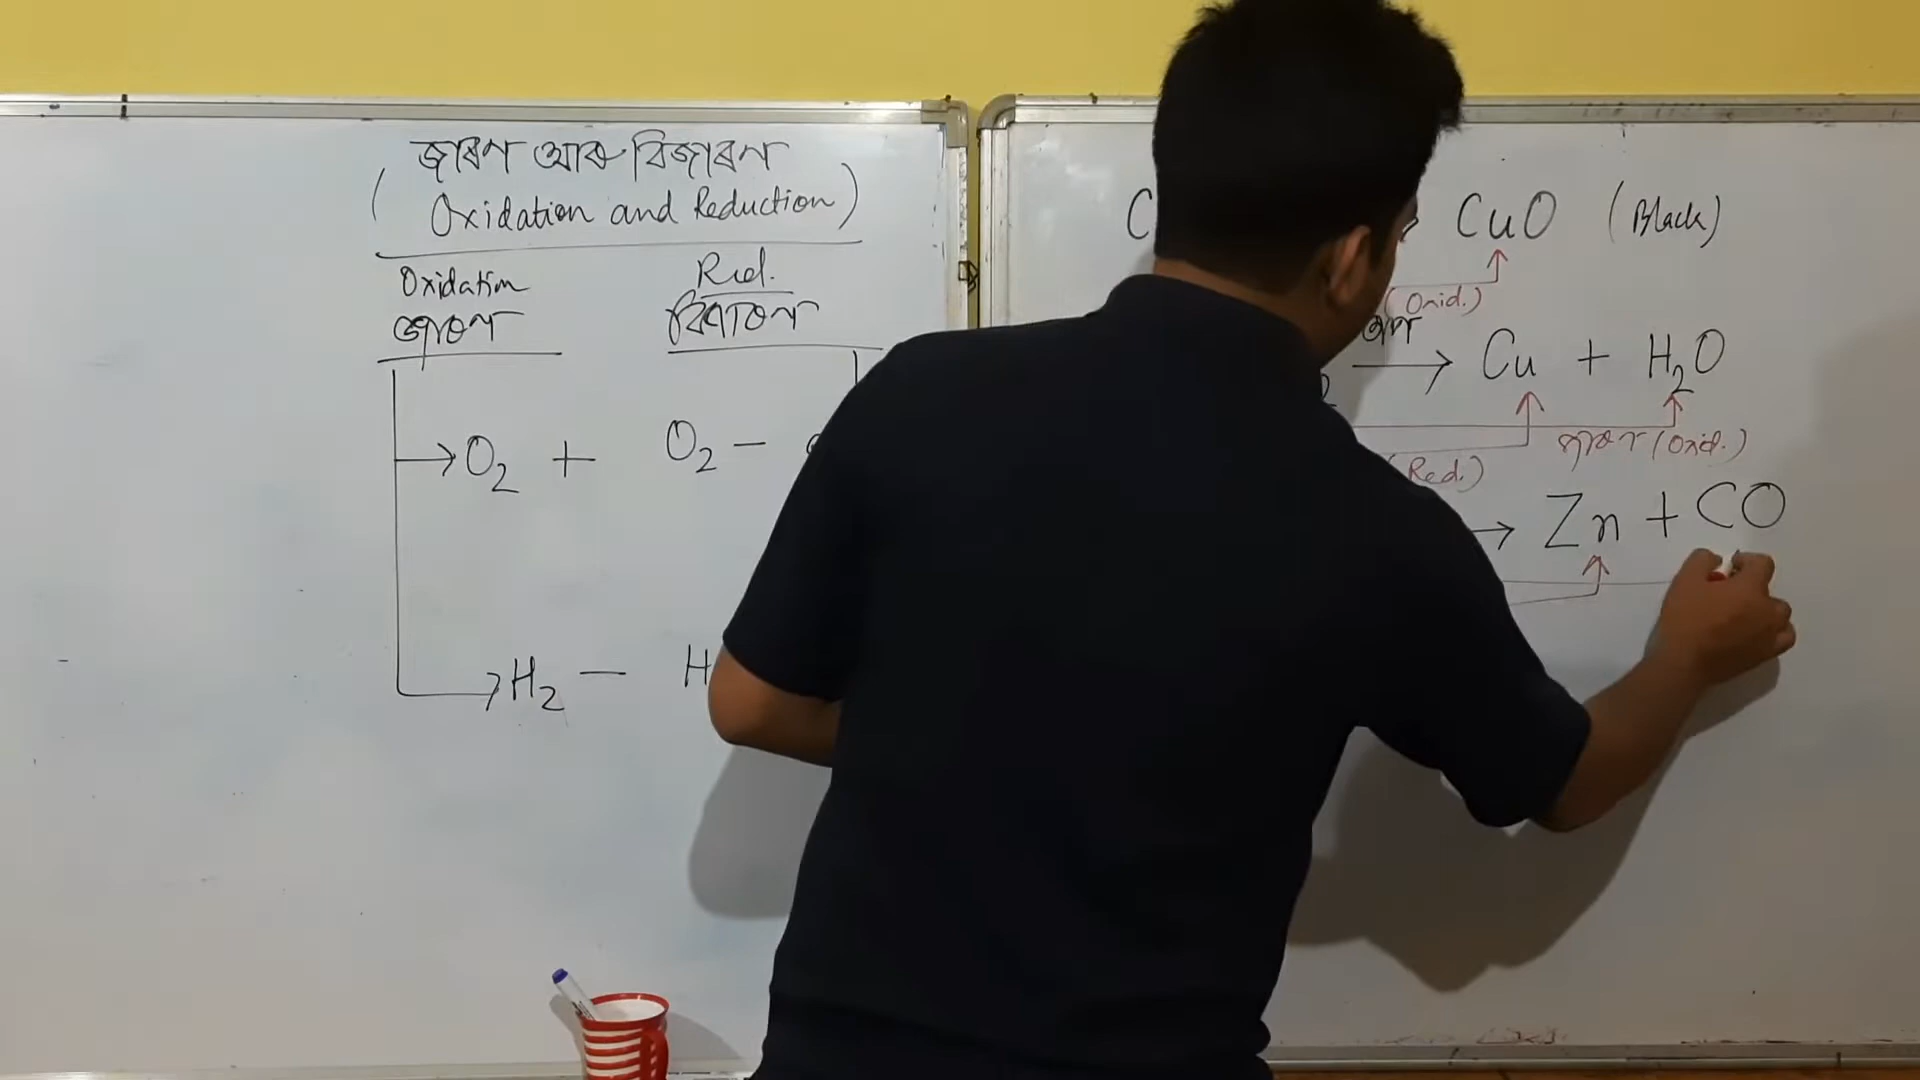 জাৰণ আৰু বিজাৰণ
( Oxidation and Reduction )
Oxidation
জাৰণ
Red.
বিজাৰণ
O₂ +
O₂ −
H₂ −
H
C
CuO (Black)
(Oxid.)
তাপ
→ Cu + H₂O
জাৰণ (Oxid.)
(Red.)
→ Zn + CO